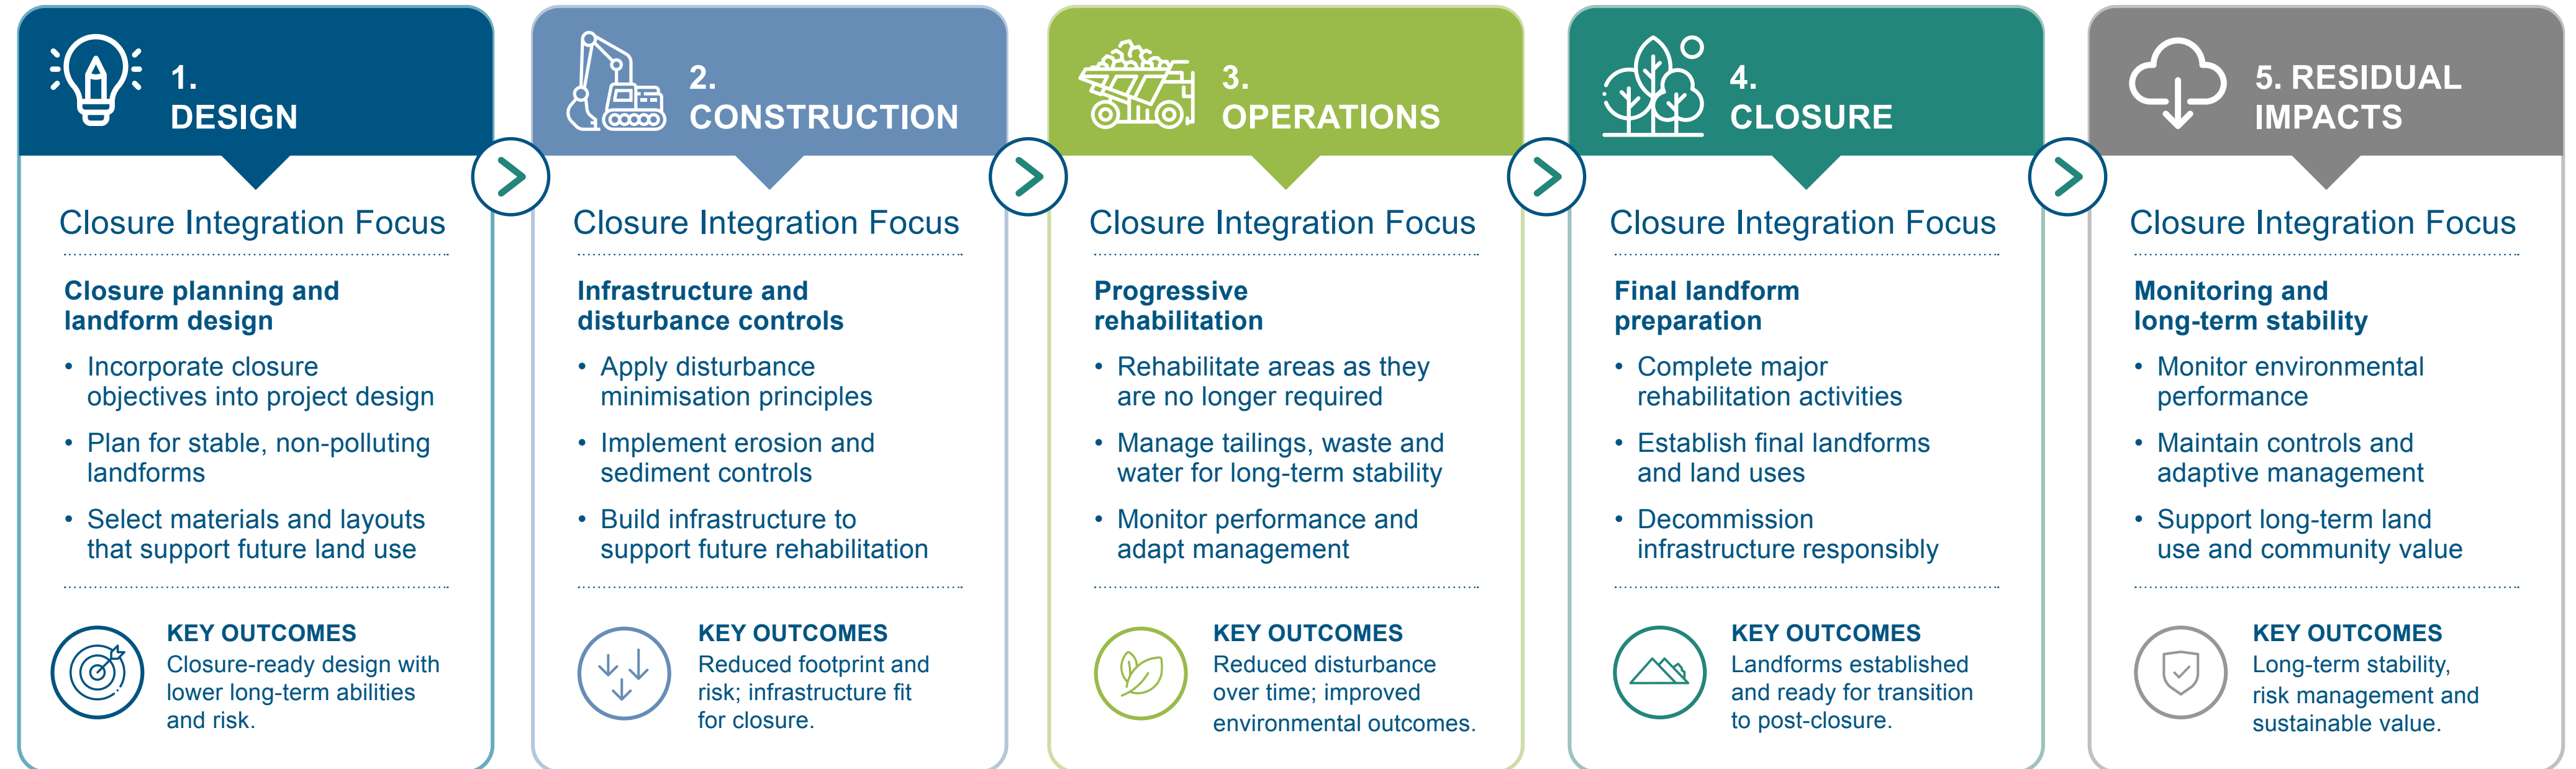 1.
DESIGN
Closure Integration Focus
Closure planning and
landform design
• Incorporate closure
objectives into project design
• Plan for stable, non-polluting
landforms
• Select materials and layouts
that support future land use
KEY OUTCOMES
Closure-ready design with
lower long-term abilities
and risk.
2.
CONSTRUCTION
Closure Integration Focus
Infrastructure and
disturbance controls
• Apply disturbance
minimisation principles
• Implement erosion and
sediment controls
• Build infrastructure to
support future rehabilitation
KEY OUTCOMES
Reduced footprint and
risk; infrastructure fit
for closure.
3.
OPERATIONS
Closure Integration Focus
Progressive
rehabilitation
• Rehabilitate areas as they
are no longer required
• Manage tailings, waste and
water for long-term stability
• Monitor performance and
adapt management
KEY OUTCOMES
Reduced disturbance
over time; improved
environmental outcomes.
4.
CLOSURE
Closure Integration Focus
Final landform
preparation
• Complete major
rehabilitation activities
• Establish final landforms
and land uses
• Decommission
infrastructure responsibly
KEY OUTCOMES
Landforms established
and ready for transition
to post-closure.
5. RESIDUAL
IMPACTS
Closure Integration Focus
Monitoring and
long-term stability
• Monitor environmental
performance
• Maintain controls and
adaptive management
• Support long-term land
use and community value
KEY OUTCOMES
Long-term stability,
risk management and
sustainable value.